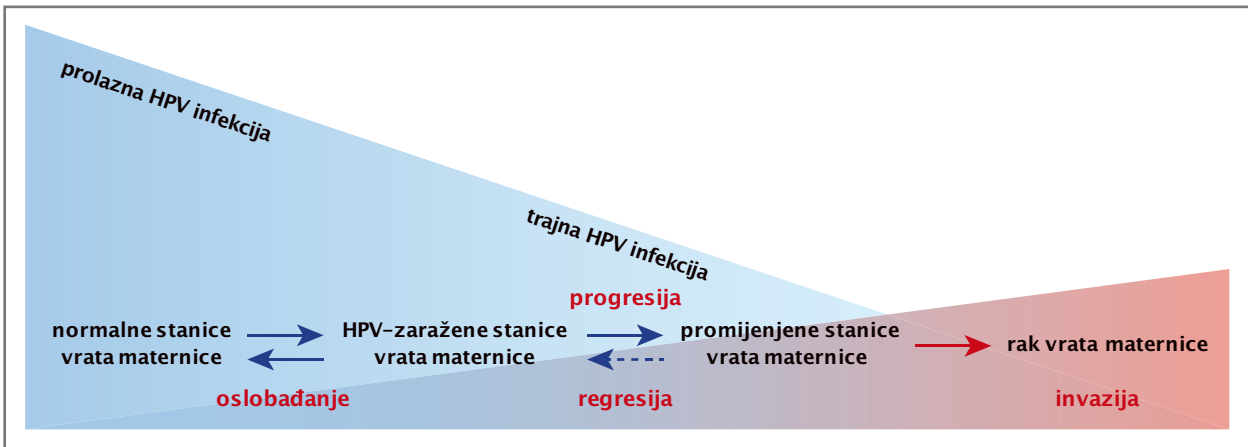 prolazna HPV infekcija
trajna HPV infekcija
progresija
normalne stanice
vrata maternice
HPV–zaražene stanice
vrata maternice
promijenjene stanice
vrata maternice
rak vrata maternice
oslobađanje
regresija
invazija